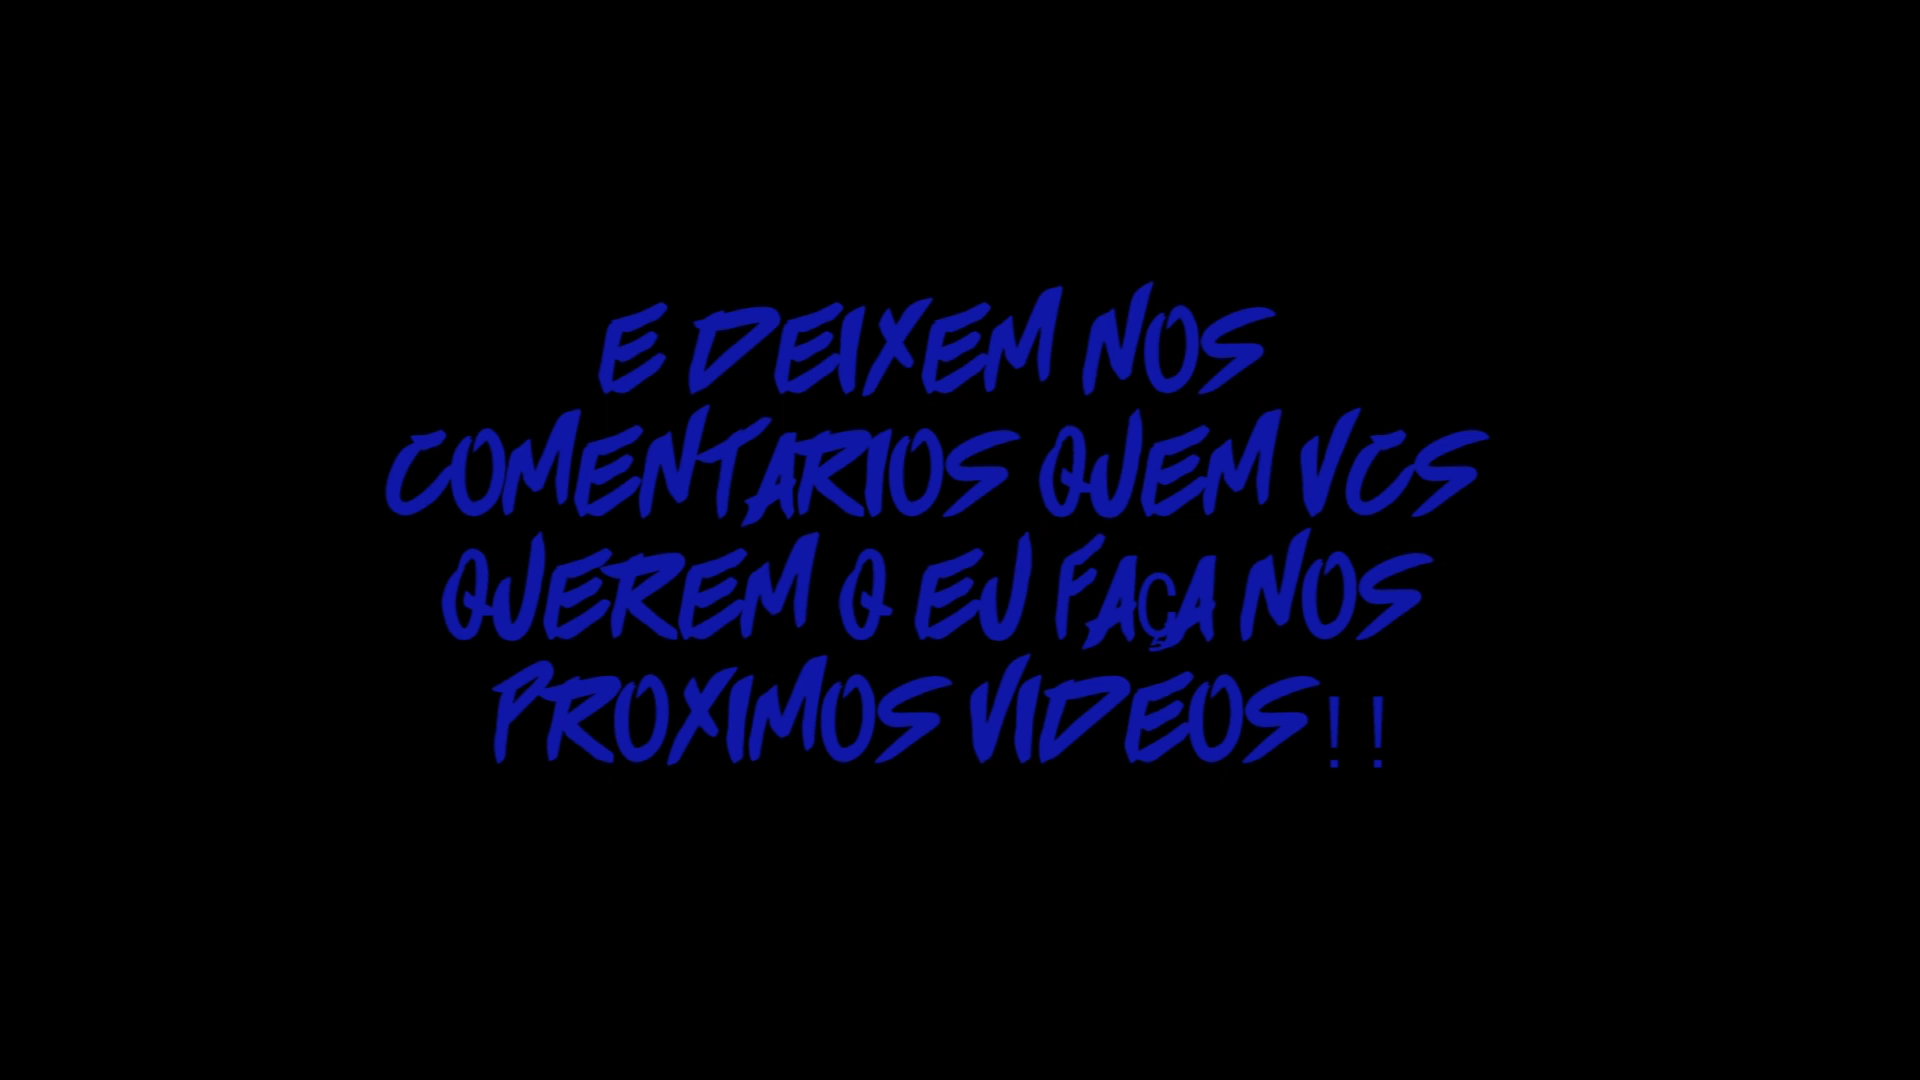 E DEIXEM NOS
COMENTARIOS QUEM VCS
QUEREM Q EU FAÇA NOS
PROXIMOS VIDEOS!!